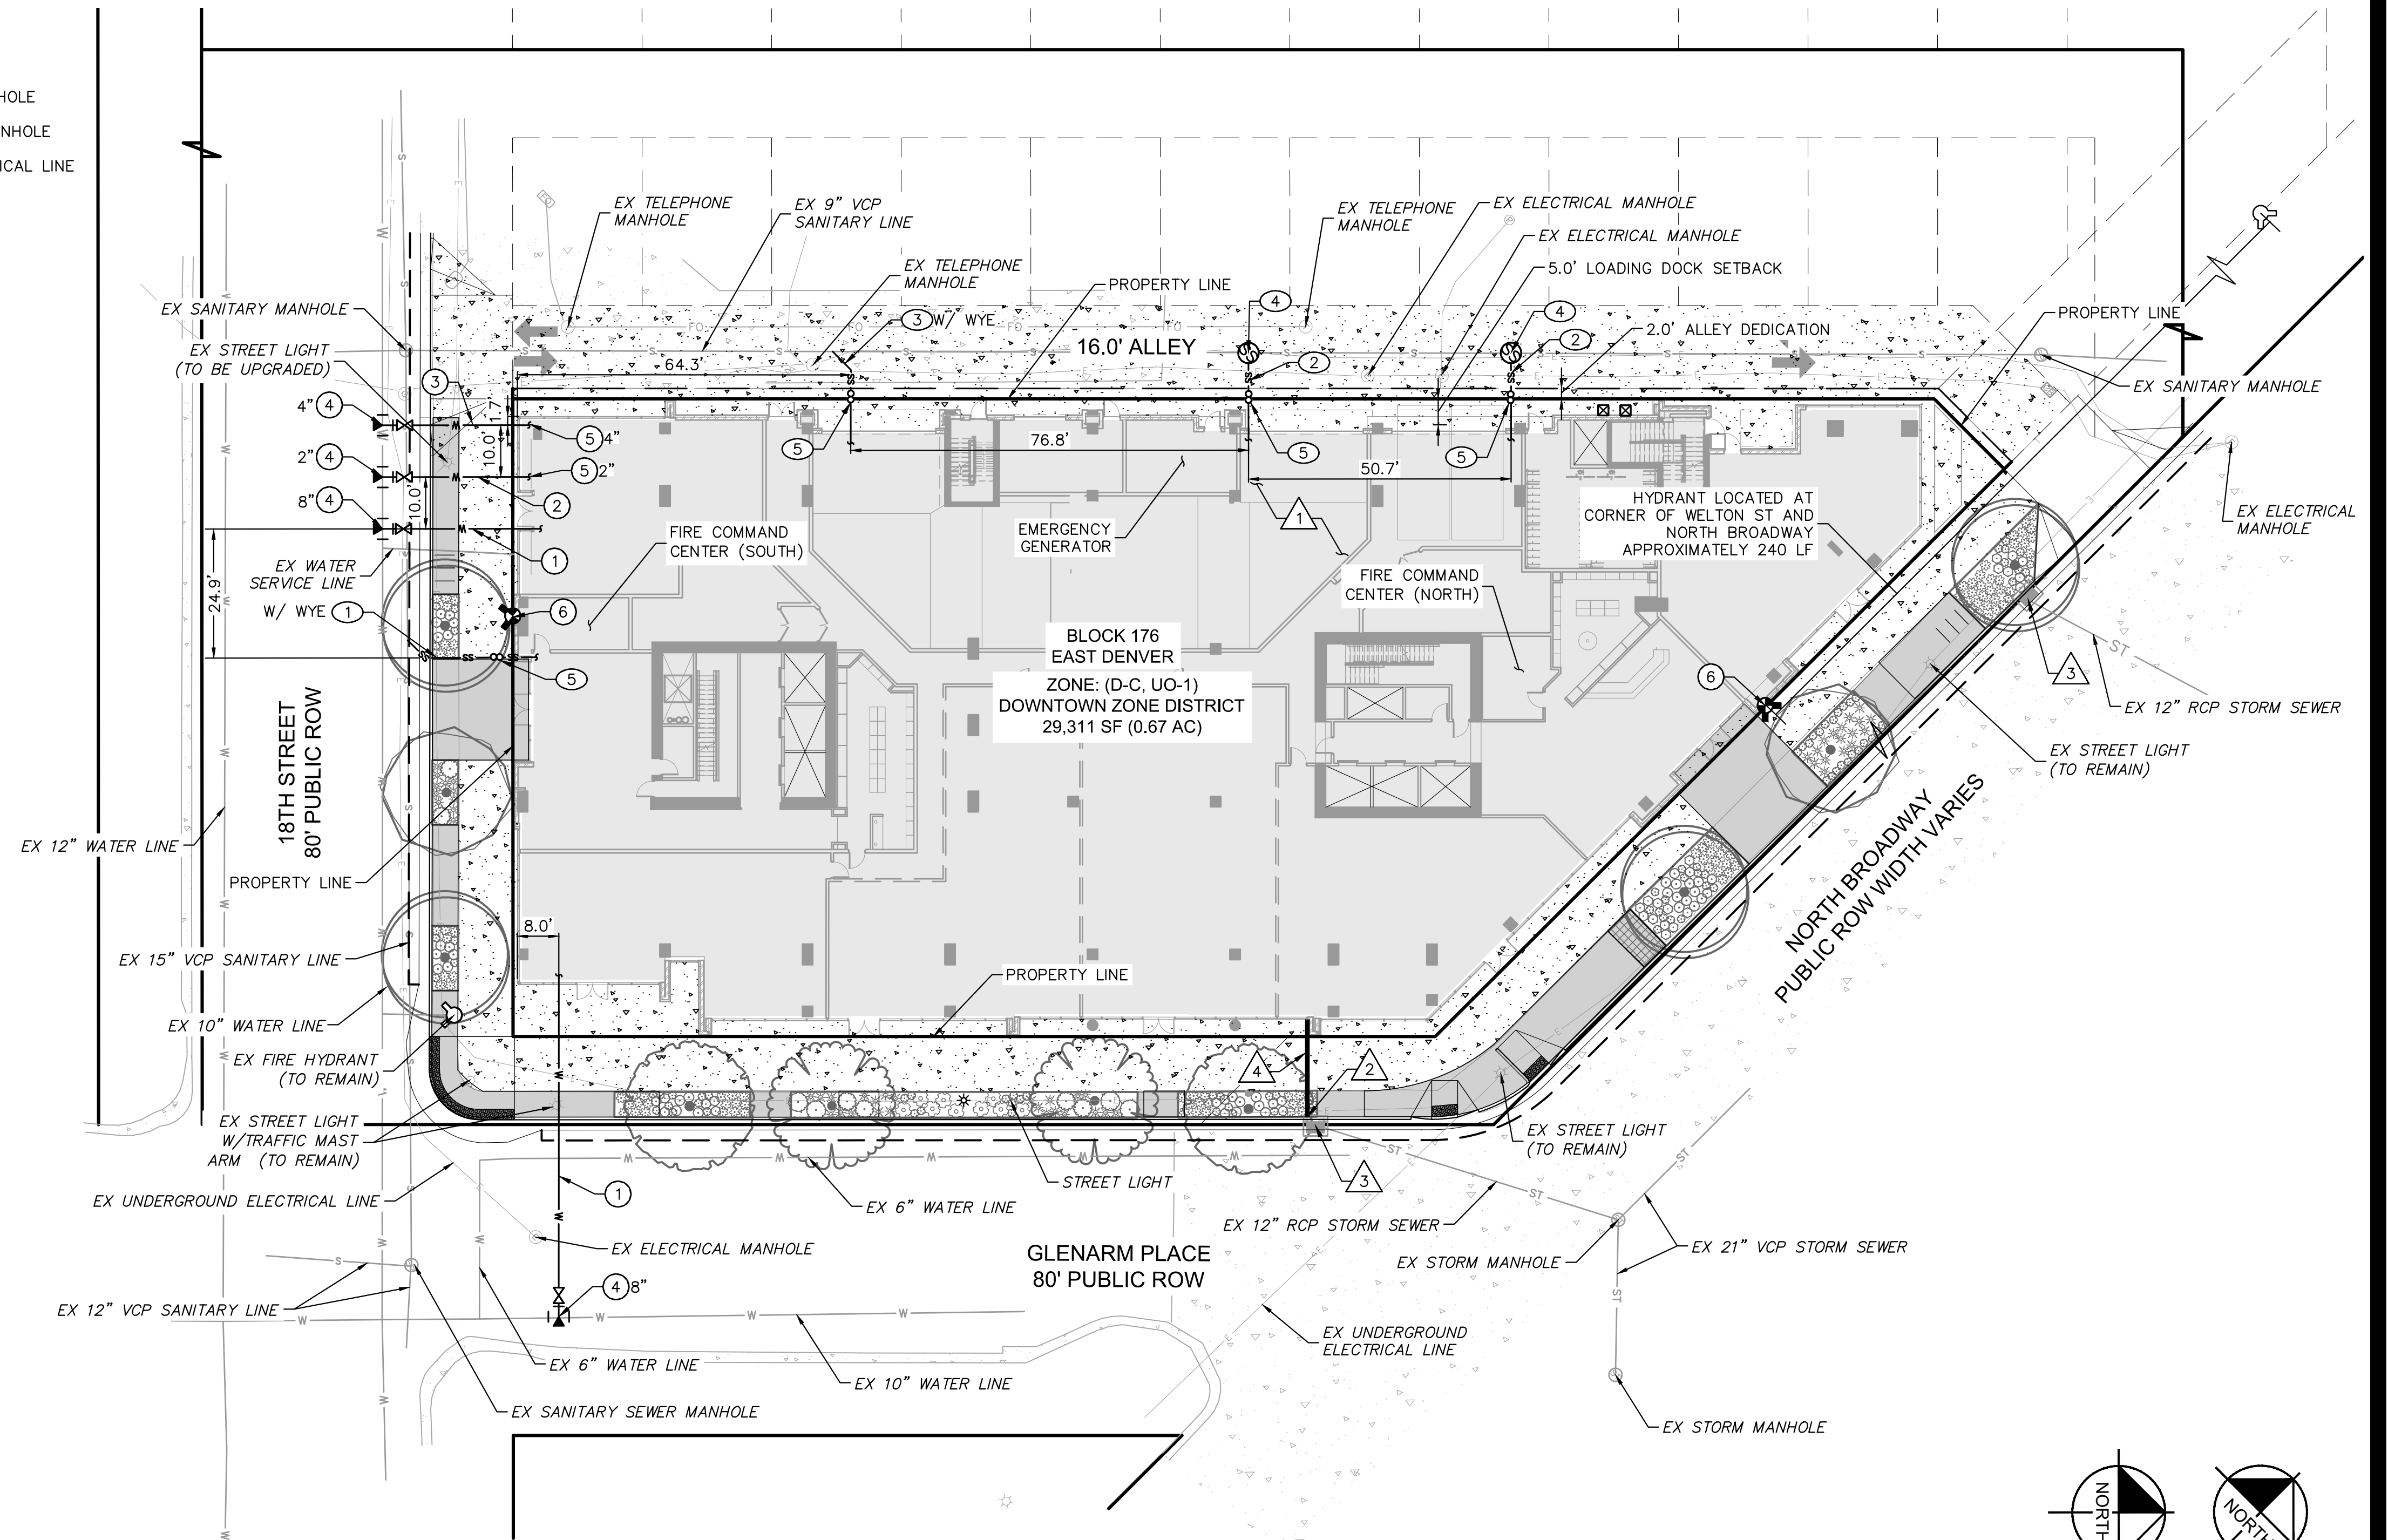 HOLE
NHOLE
ICAL LINE
EX TELEPHONE
MANHOLE
EX 9" VCP
SANITARY LINE
EX TELEPHONE
MANHOLE
EX TELEPHONE
MANHOLE
EX ELECTRICAL MANHOLE
EX ELECTRICAL MANHOLE
5.0' LOADING DOCK SETBACK
PROPERTY LINE
EX SANITARY MANHOLE
EX STREET LIGHT
(TO BE UPGRADED)
3 W/ WYE
16.0' ALLEY
4
4
2
2
2.0' ALLEY DEDICATION
PROPERTY LINE
EX SANITARY MANHOLE
64.3'
3
4" 4
1.7'
10.0'
5 4"
5
76.8'
5
5
50.7'
2" 4
5 2"
10.0'
2
8" 4
1
24.9'
EX WATER
SERVICE LINE
W/ WYE 1
6
5
FIRE COMMAND
CENTER (SOUTH)
EMERGENCY
GENERATOR
1
HYDRANT LOCATED AT
CORNER OF WELTON ST AND
NORTH BROADWAY
APPROXIMATELY 240 LF
EX ELECTRICAL
MANHOLE
FIRE COMMAND
CENTER (NORTH)
BLOCK 176
EAST DENVER
ZONE: (D-C, UO-1)
DOWNTOWN ZONE DISTRICT
29,311 SF (0.67 AC)
6
3
EX 12" RCP STORM SEWER
EX STREET LIGHT
(TO REMAIN)
18TH STREET
80' PUBLIC ROW
NORTH BROADWAY
PUBLIC ROW WIDTH VARIES
EX 12" WATER LINE
PROPERTY LINE
8.0'
EX 15" VCP SANITARY LINE
PROPERTY LINE
EX 10" WATER LINE
EX FIRE HYDRANT
(TO REMAIN)
4
2
EX STREET LIGHT
W/TRAFFIC MAST
ARM (TO REMAIN)
EX STREET LIGHT
(TO REMAIN)
3
STREET LIGHT
1
EX UNDERGROUND ELECTRICAL LINE
EX 6" WATER LINE
EX 12" RCP STORM SEWER
EX ELECTRICAL MANHOLE
GLENARM PLACE
80' PUBLIC ROW
EX STORM MANHOLE
EX 21" VCP STORM SEWER
4 8"
EX 12" VCP SANITARY LINE
EX UNDERGROUND
ELECTRICAL LINE
EX 6" WATER LINE
EX 10" WATER LINE
EX SANITARY SEWER MANHOLE
EX STORM MANHOLE
NORTH
NORTH